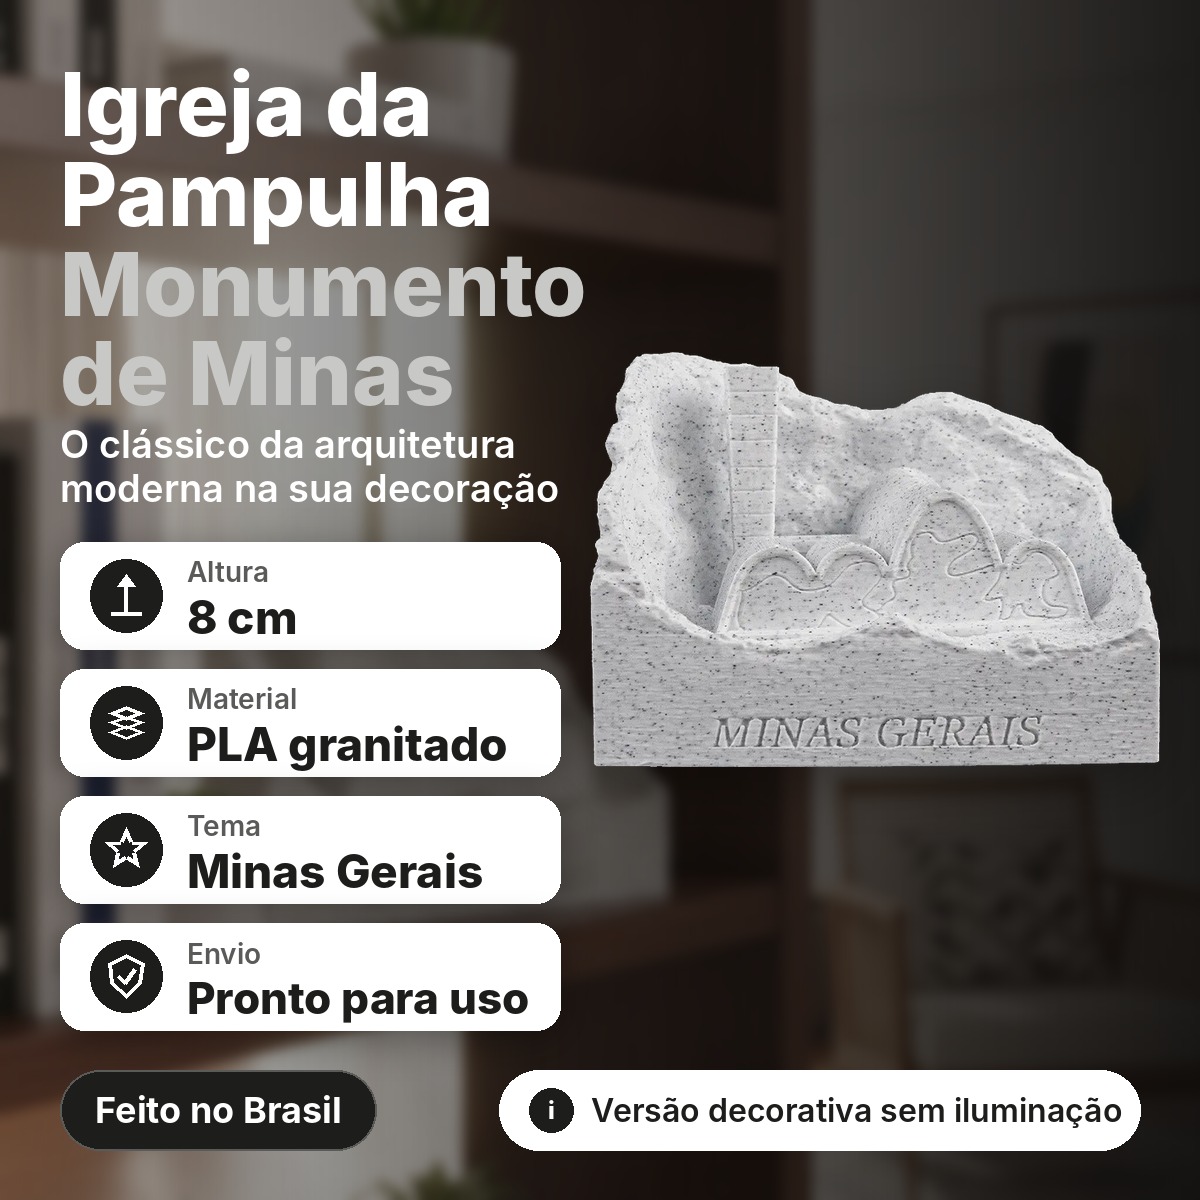 Igreja da
Pampulha
Monumento
de Minas
O clássico da arquitetura
moderna na sua decoração
Altura
8 cm
Material
PLA granitado
Tema
Minas Gerais
Envio
Pronto para uso
MINAS GERAIS
Feito no Brasil
i Versão decorativa sem iluminação